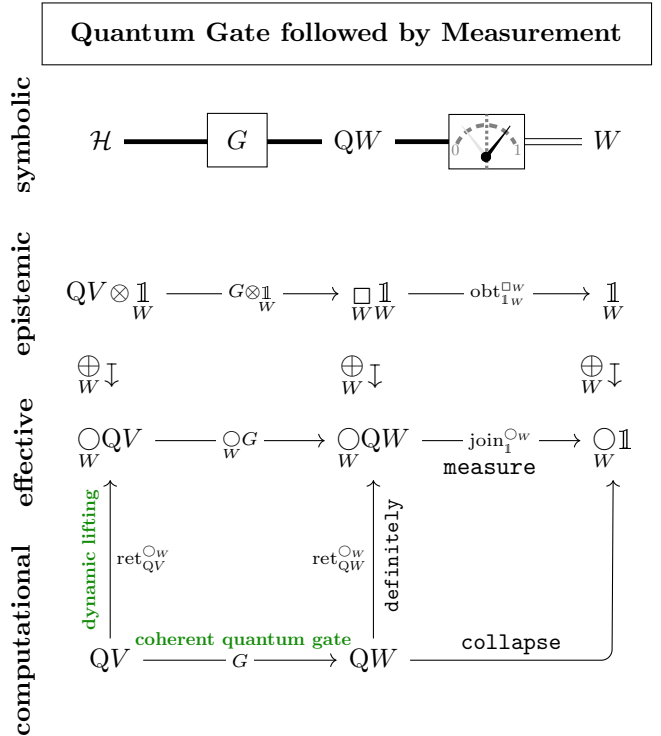 Quantum Gate followed by Measurement
symbolic
ℋ G QW 0 1 W
epistemic
QV ⊗ 𝟙_W G⊗𝟙_W □_W 𝟙_W obt^{□_W}_{𝟙_W} 𝟙_W
⊕_W ↧ ⊕_W ↧ ⊕_W ↧
effective
◯_W QV ◯_W G ◯_W QW join^{◯_W}_𝟙 ◯_W 𝟙
measure
dynamic lifting
ret^{◯_W}_{QV} ret^{◯_W}_{QW}
definitely
computational
coherent quantum gate collapse
QV G QW